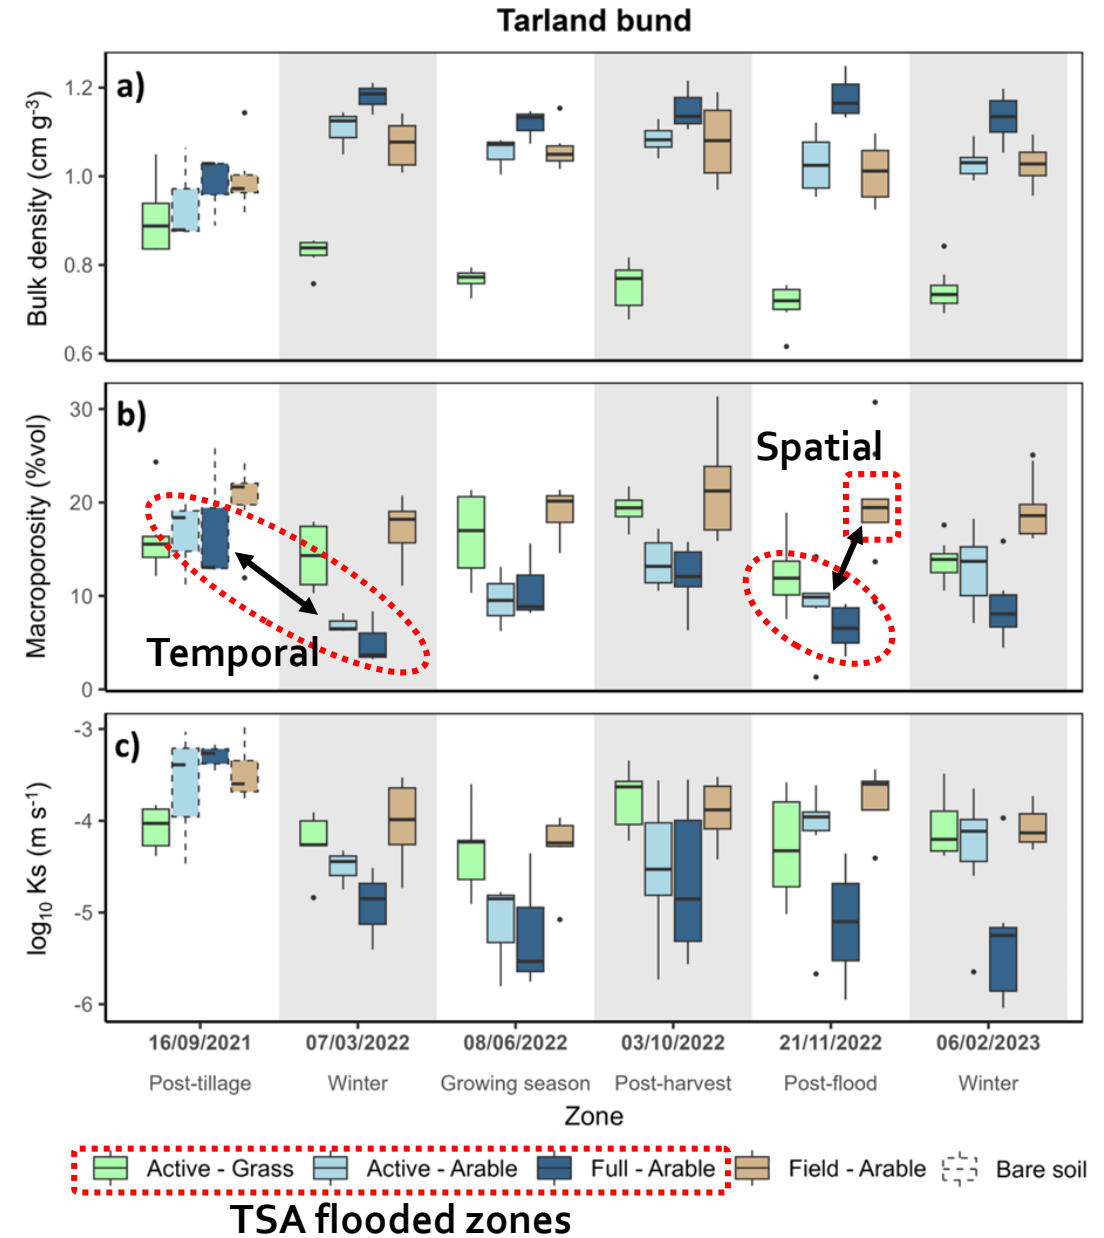 Tarland bund
a)
Bulk density (cm g-3)
1.2
1.0
0.8
0.6
b)
Macroporosity (%vol)
30
20
10
0
Temporal
Spatial
c)
log10 Ks (m s-1)
-3
-4
-5
-6
16/09/2021 07/03/2022 08/06/2022 03/10/2022 21/11/2022 06/02/2023
Post-tillage Winter Growing season Post-harvest Post-flood Winter
Zone
Active - Grass Active - Arable Full - Arable Field - Arable Bare soil
TSA flooded zones